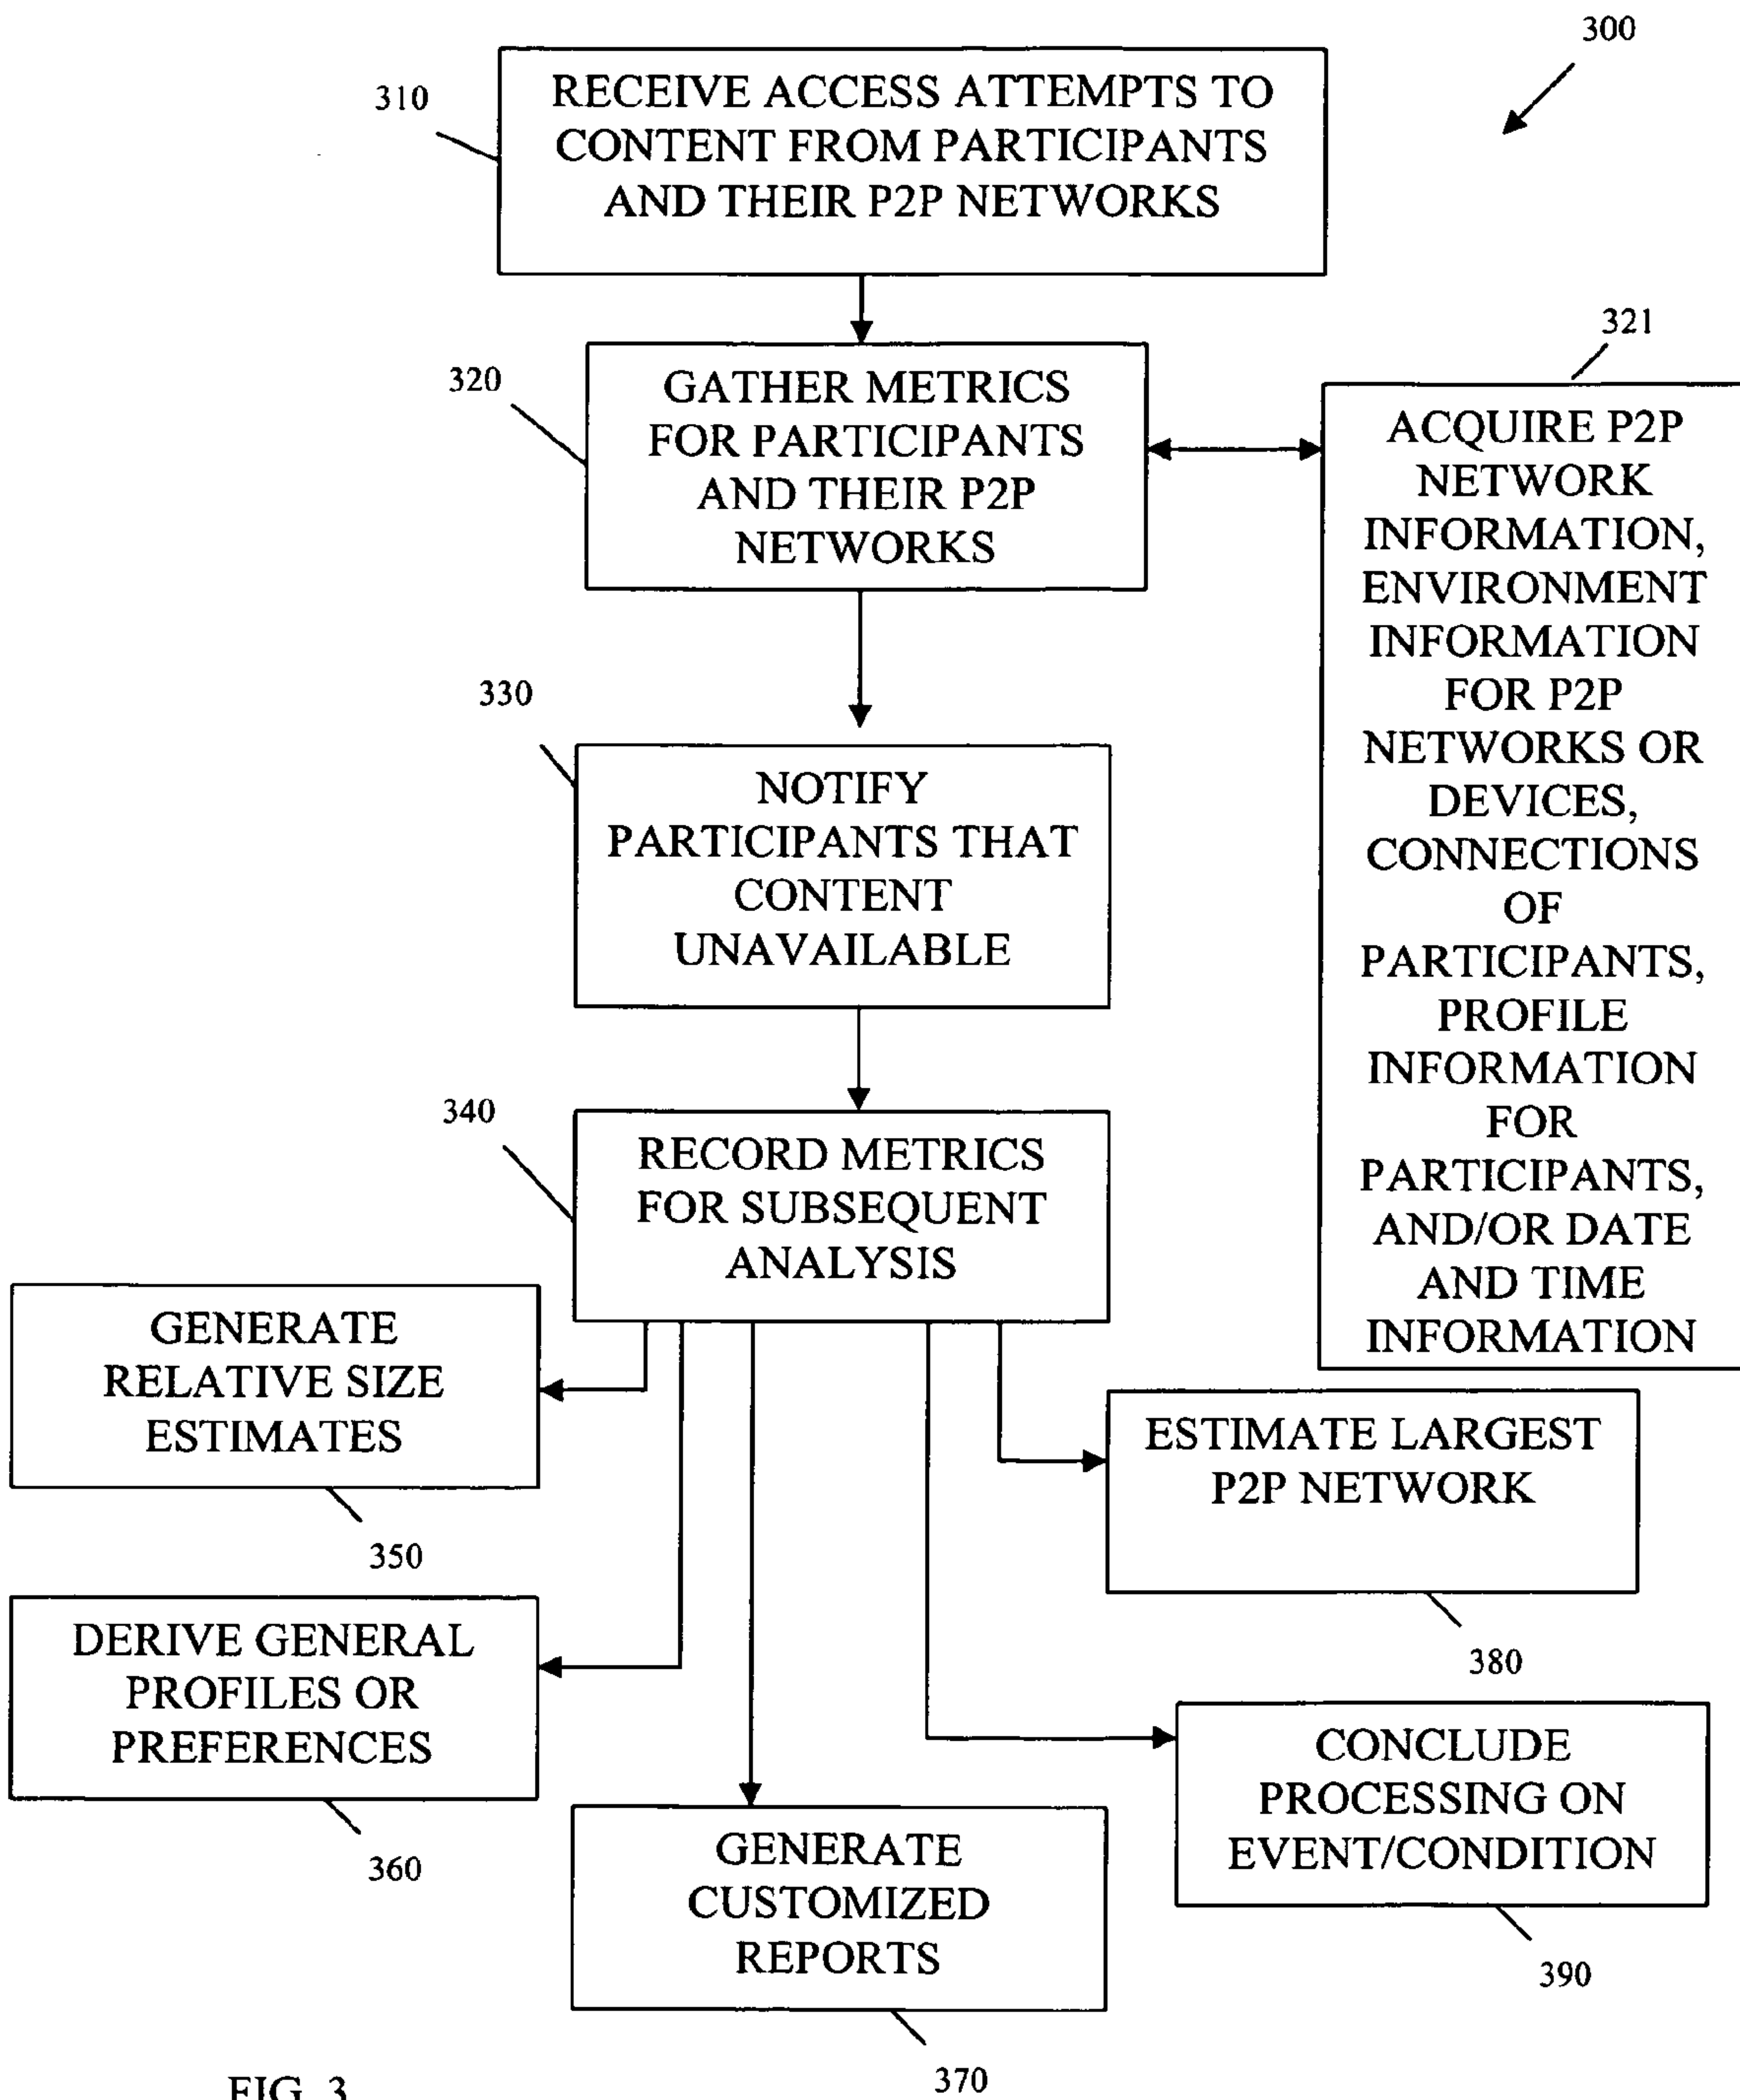 300
310
RECEIVE ACCESS ATTEMPTS TO
CONTENT FROM PARTICIPANTS
AND THEIR P2P NETWORKS
320
GATHER METRICS
FOR PARTICIPANTS
AND THEIR P2P
NETWORKS
321
ACQUIRE P2P
NETWORK
INFORMATION,
ENVIRONMENT
INFORMATION
FOR P2P
NETWORKS OR
DEVICES,
CONNECTIONS
OF
PARTICIPANTS,
PROFILE
INFORMATION
FOR
PARTICIPANTS,
AND/OR DATE
AND TIME
INFORMATION
330
NOTIFY
PARTICIPANTS THAT
CONTENT
UNAVAILABLE
340
RECORD METRICS
FOR SUBSEQUENT
ANALYSIS
GENERATE
RELATIVE SIZE
ESTIMATES
350
ESTIMATE LARGEST
P2P NETWORK
380
DERIVE GENERAL
PROFILES OR
PREFERENCES
360
CONCLUDE
PROCESSING ON
EVENT/CONDITION
390
GENERATE
CUSTOMIZED
REPORTS
370
FIG. 3